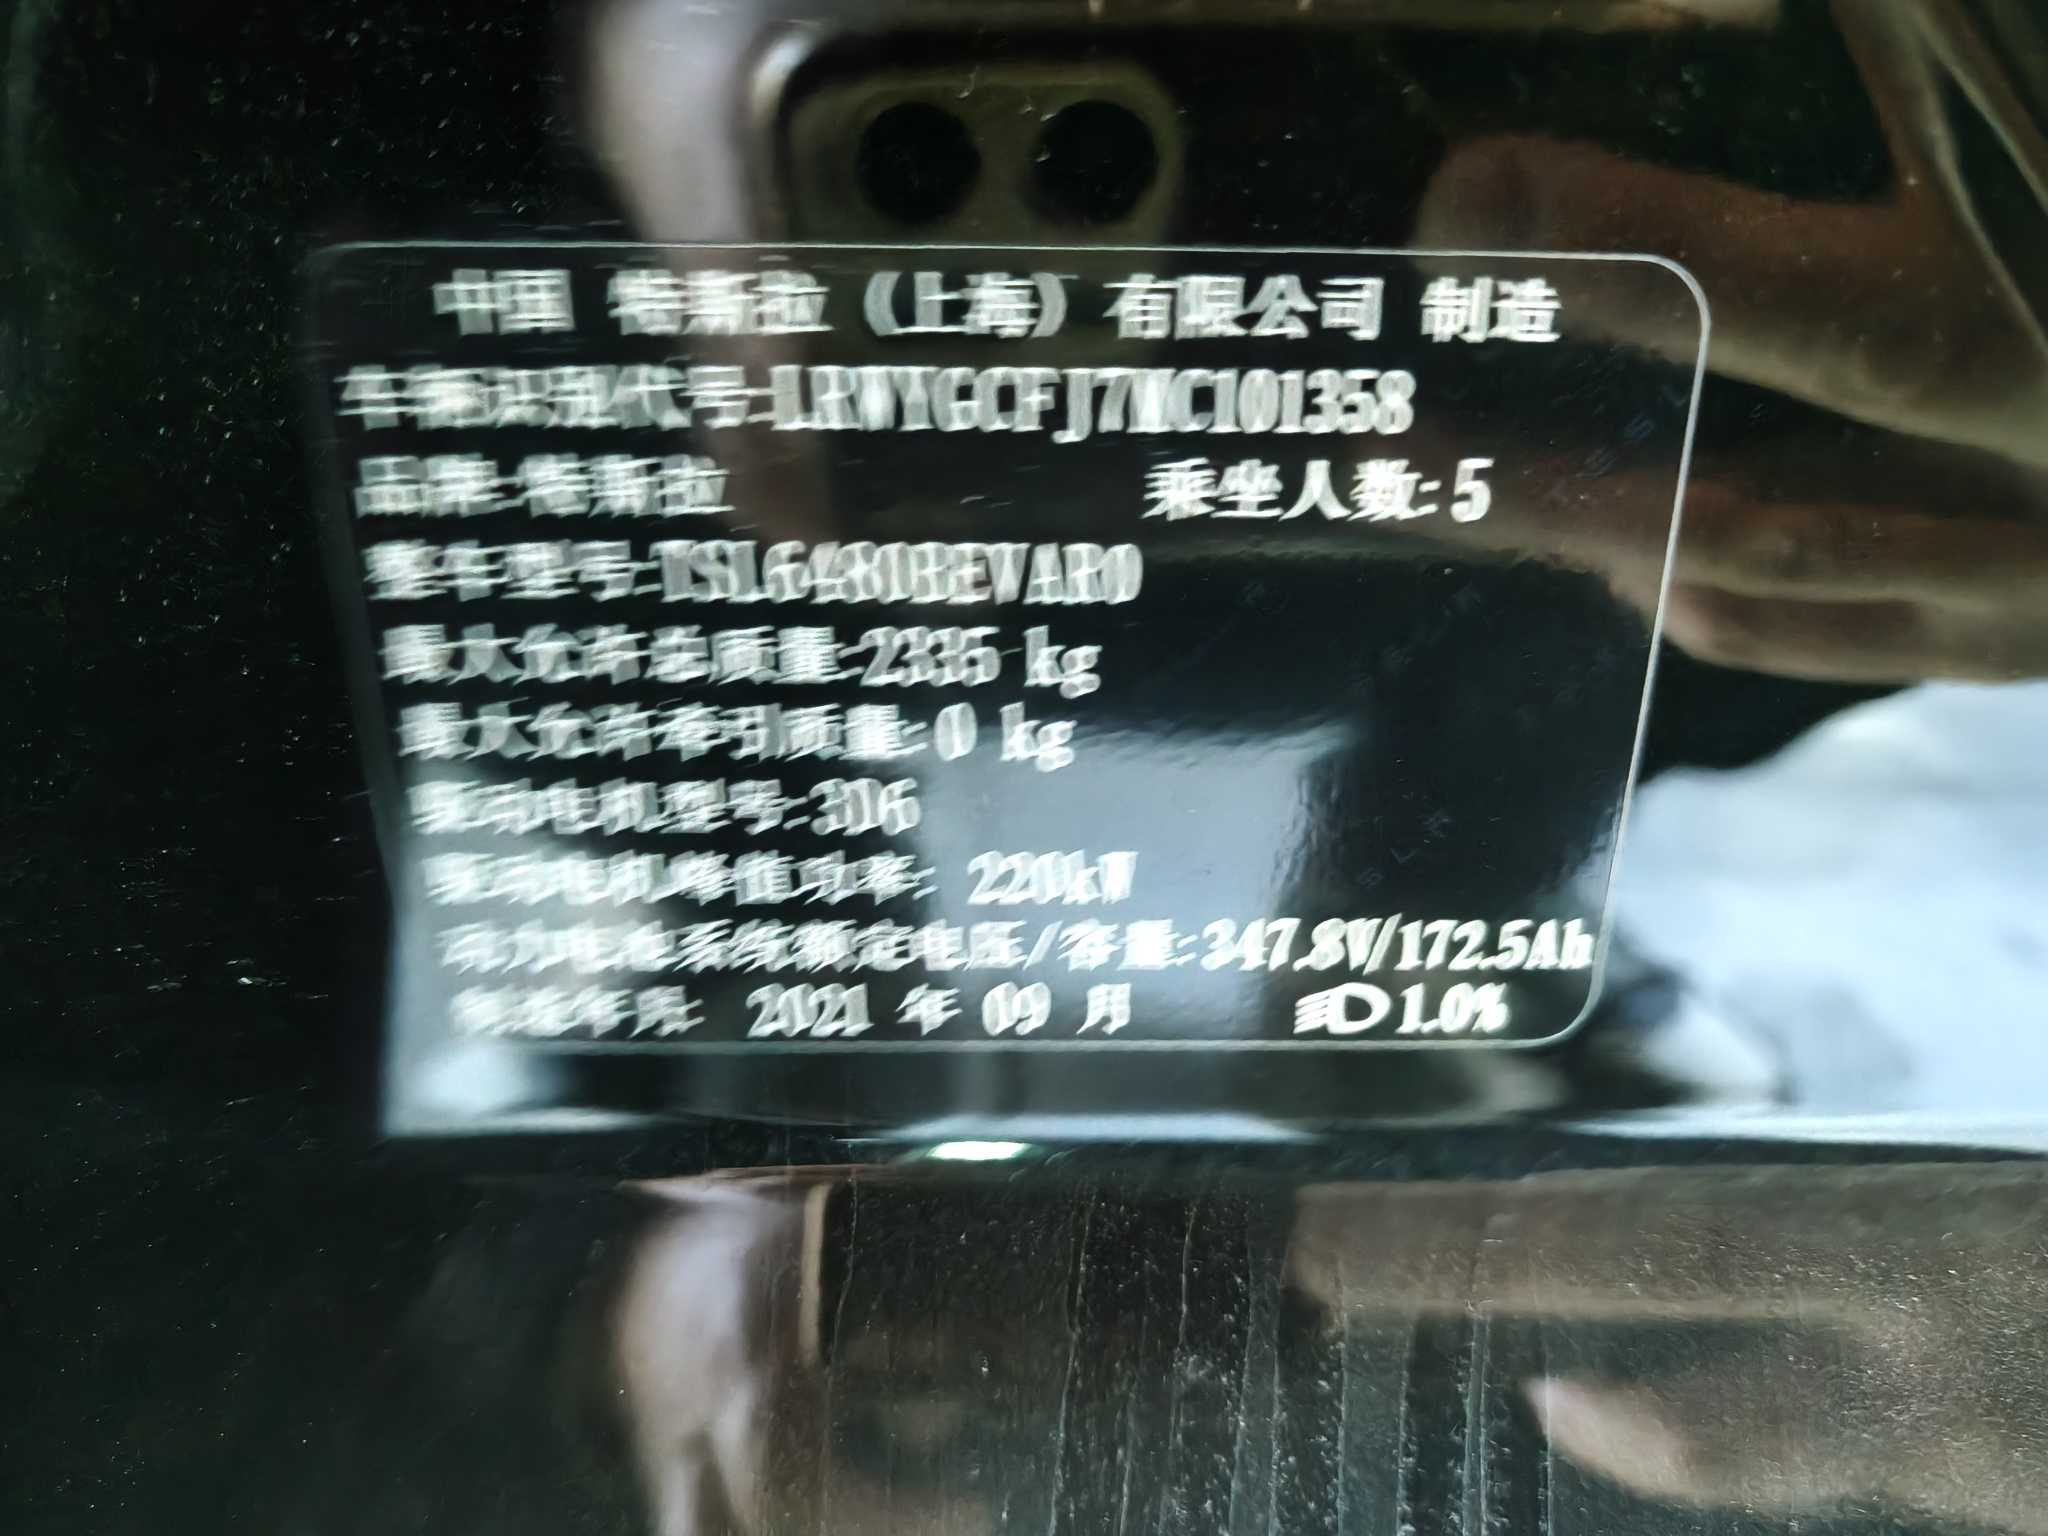 中国 特斯拉（上海）有限公司 制造
车辆识别代号:LRWYGCFJ7MC101358
品牌:特斯拉 乘坐人数:5
整车型号:TSL6480BEVAR0
最大允许总质量:2335 kg
最大允许牵引质量:0 kg
驱动电机型号:3D6
驱动电机峰值功率: 220kW
动力电池系统额定电压/容量:347.8V/172.5Ah
制造年月: 2021 年 09 月 1.0%